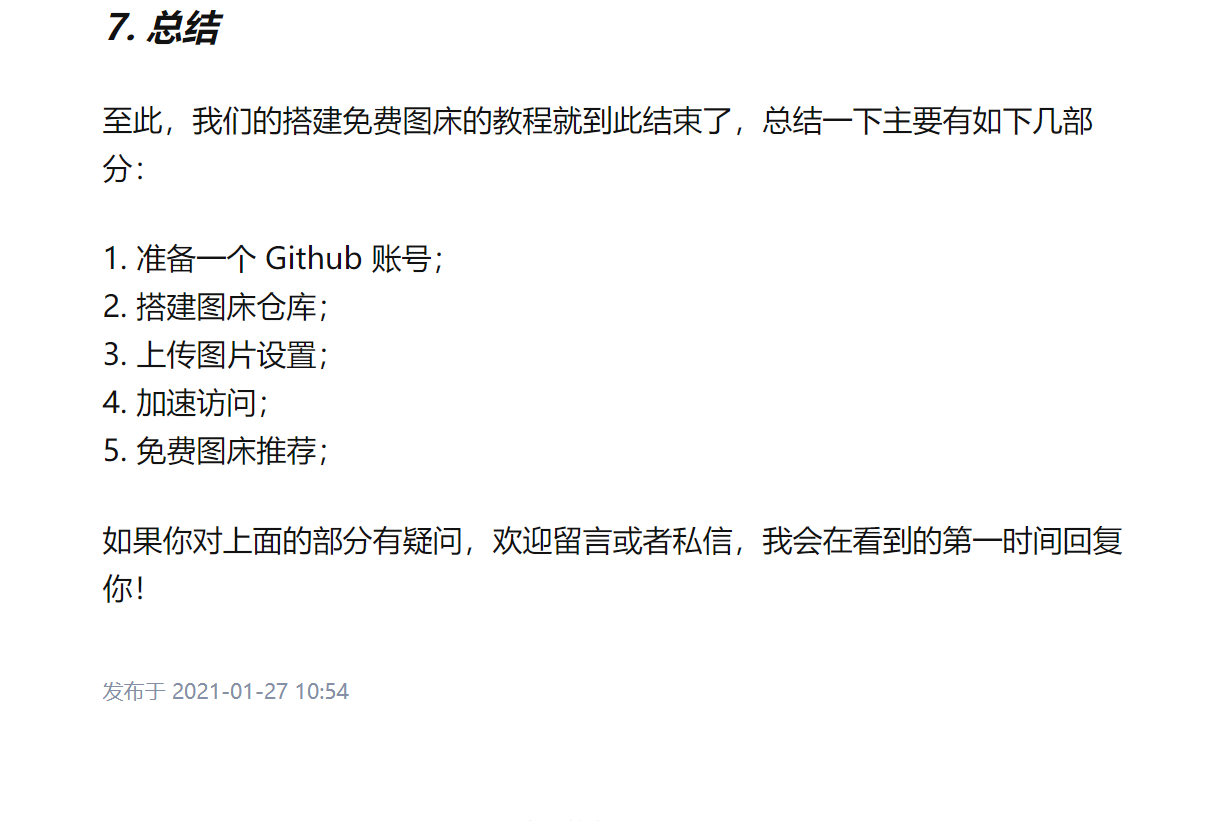 7. 总结
至此，我们的搭建免费图床的教程就到此结束了，总结一下主要有如下几部
分：
1. 准备一个 Github 账号；
2. 搭建图床仓库；
3. 上传图片设置；
4. 加速访问；
5. 免费图床推荐；
如果你对上面的部分有疑问，欢迎留言或者私信，我会在看到的第一时间回复
你！
发布于 2021-01-27 10:54